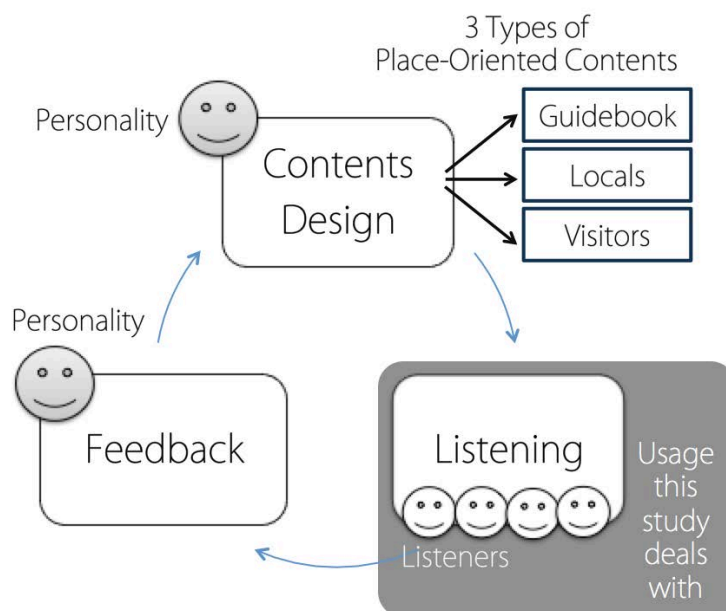 3 Types of
Place-Oriented Contents
Personality
Contents
Design
Guidebook
Locals
Visitors
Personality
Feedback
Listening
Listeners
Usage
this
study
deals
with